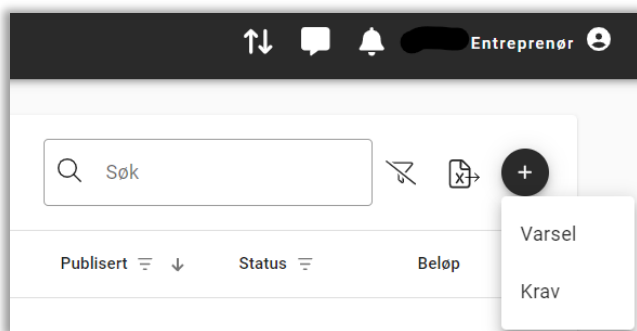 Entreprenør
Søk
Varsel
Publisert Status Beløp
Krav